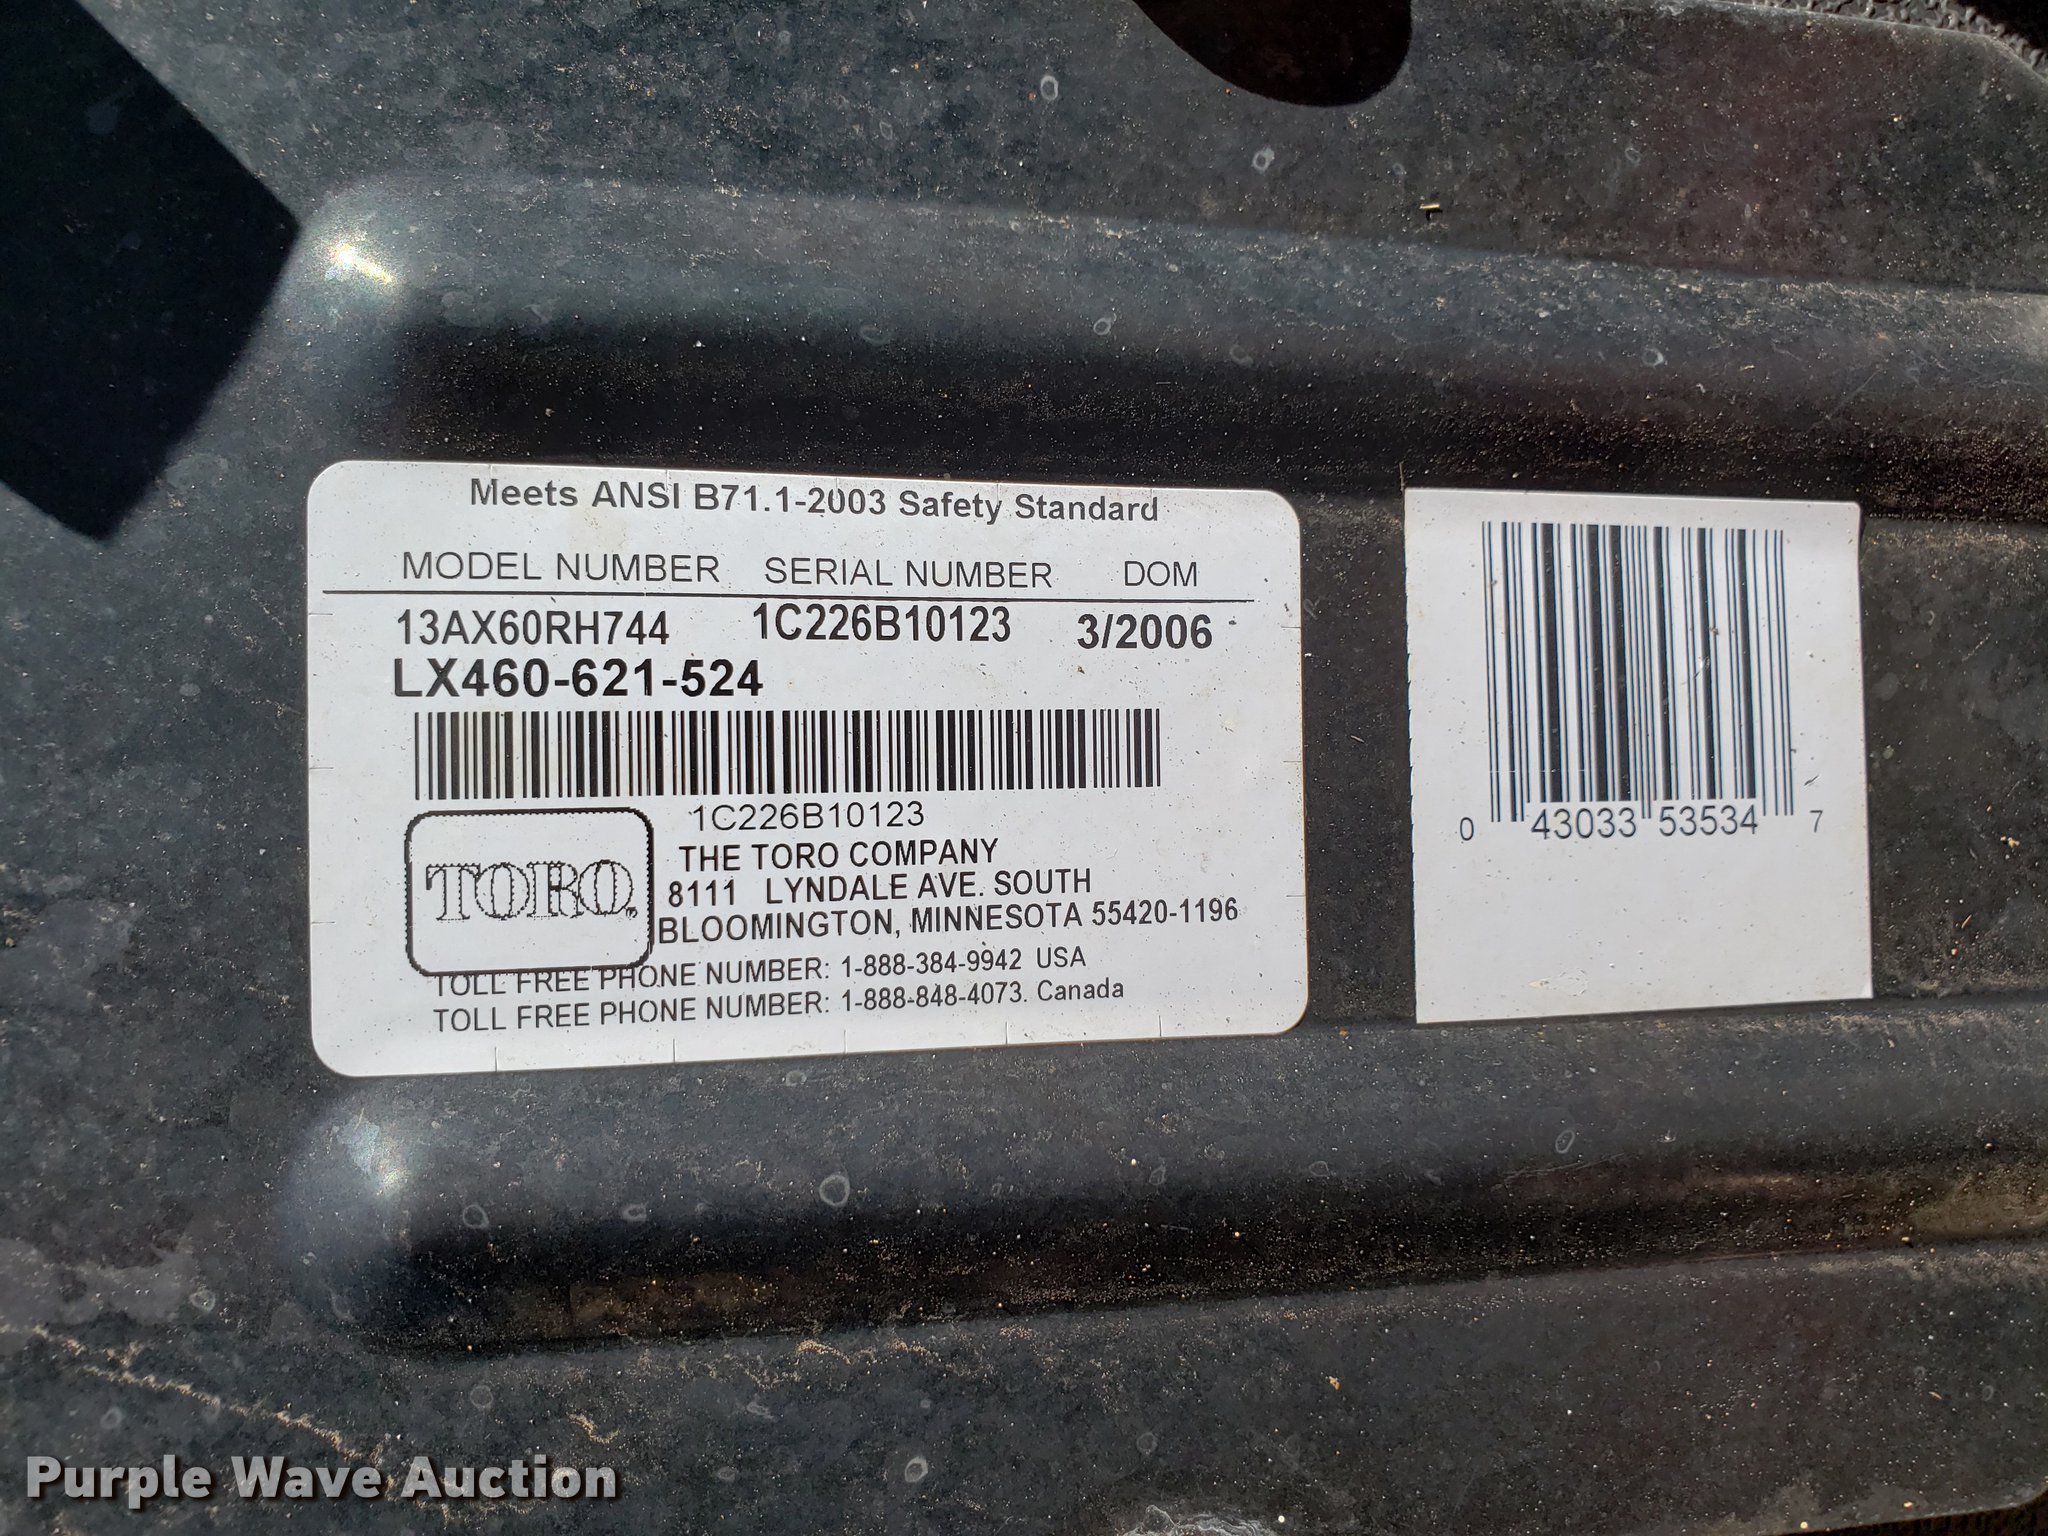 Meets ANSI B71.1-2003 Safety Standard
MODEL NUMBER SERIAL NUMBER DOM
13AX60RH744 1C226B10123 3/2006
LX460-621-524
1C226B10123
TORO
THE TORO COMPANY
8111 LYNDALE AVE. SOUTH
BLOOMINGTON, MINNESOTA 55420-1196
TOLL FREE PHONE NUMBER: 1-888-384-9942 USA
TOLL FREE PHONE NUMBER: 1-888-848-4073. Canada
0 43033 53534 7
Purple Wave Auction